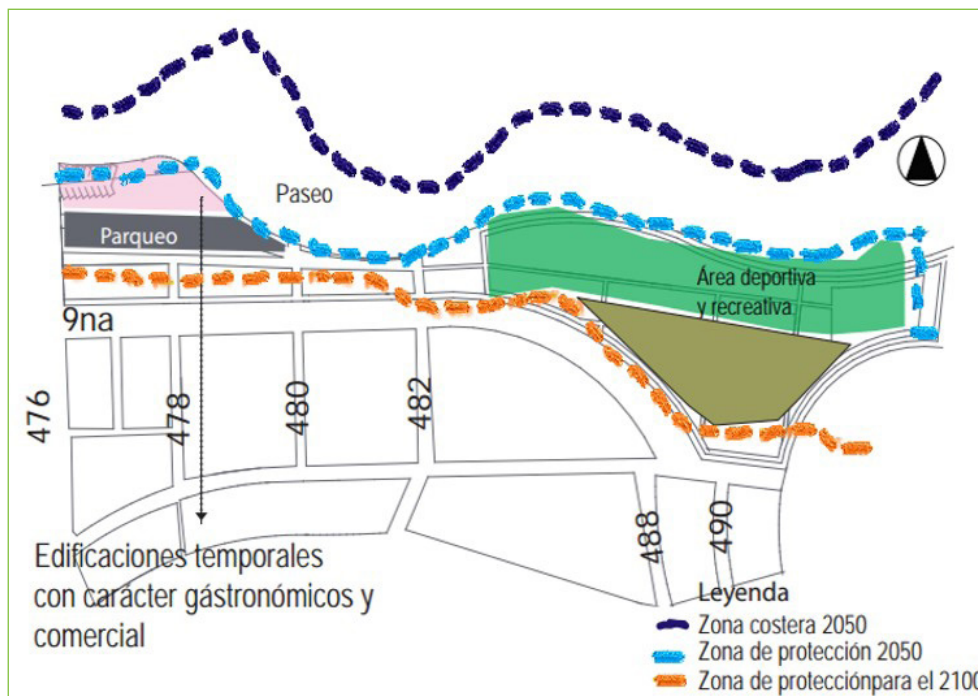 Paseo
Parqueo
Área deportiva
y recreativa
9na
476
478
480
482
488
490
Edificaciones temporales
con carácter gástronómicos y
comercial
Leyenda
Zona costera 2050
Zona de protección 2050
Zona de protecciónpara el 2100